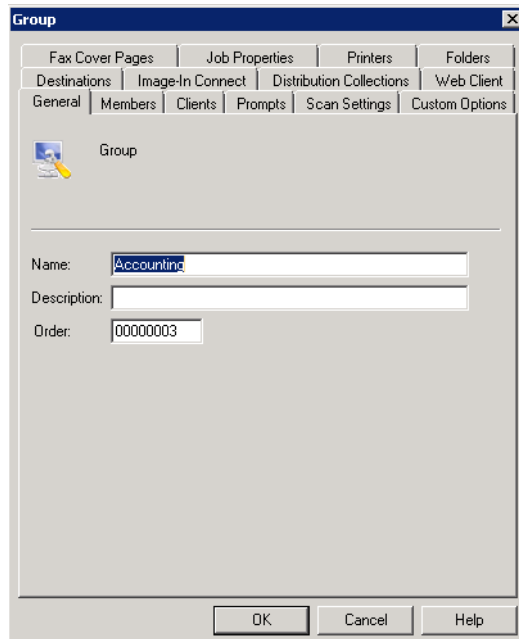 Group
Fax Cover Pages Job Properties Printers Folders
Destinations Image-In Connect Distribution Collections Web Client
General Members Clients Prompts Scan Settings Custom Options
Group
Name: Accounting
Description:
Order: 00000003
OK Cancel Help